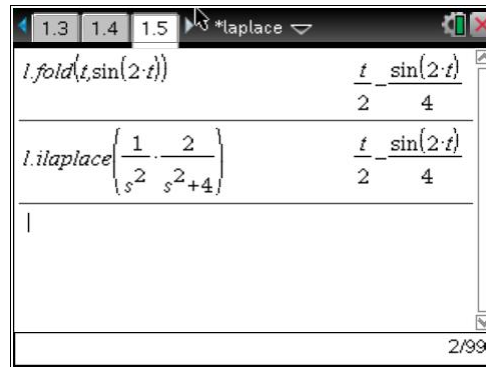 1.3 1.4 1.5 *laplace
l.fold(t,sin(2·t)) t/2-sin(2·t)/4
l.ilaplace(1/s^2·2/(s^2+4)) t/2-sin(2·t)/4
2/99